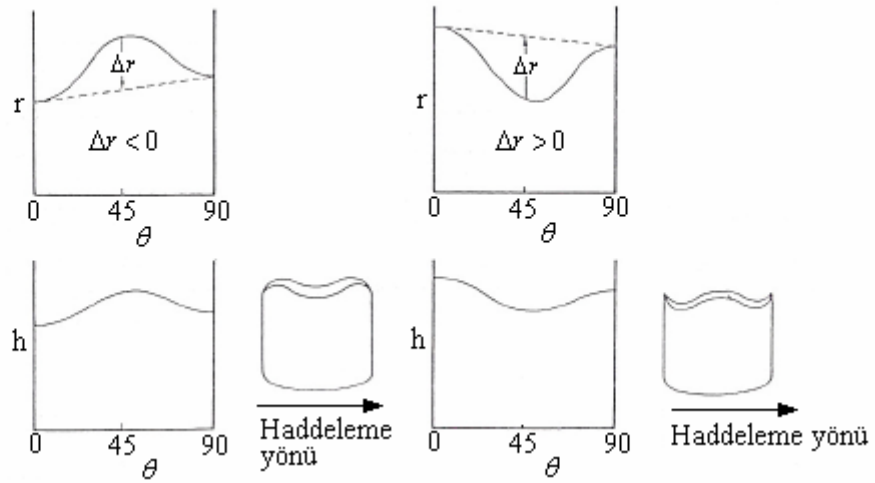 Δr
r
Δr < 0
0 45 90
θ
Δr
r
Δr > 0
0 45 90
θ
h
0 45 90
θ
Haddeleme
yönü
h
0 45 90
θ
Haddeleme yönü